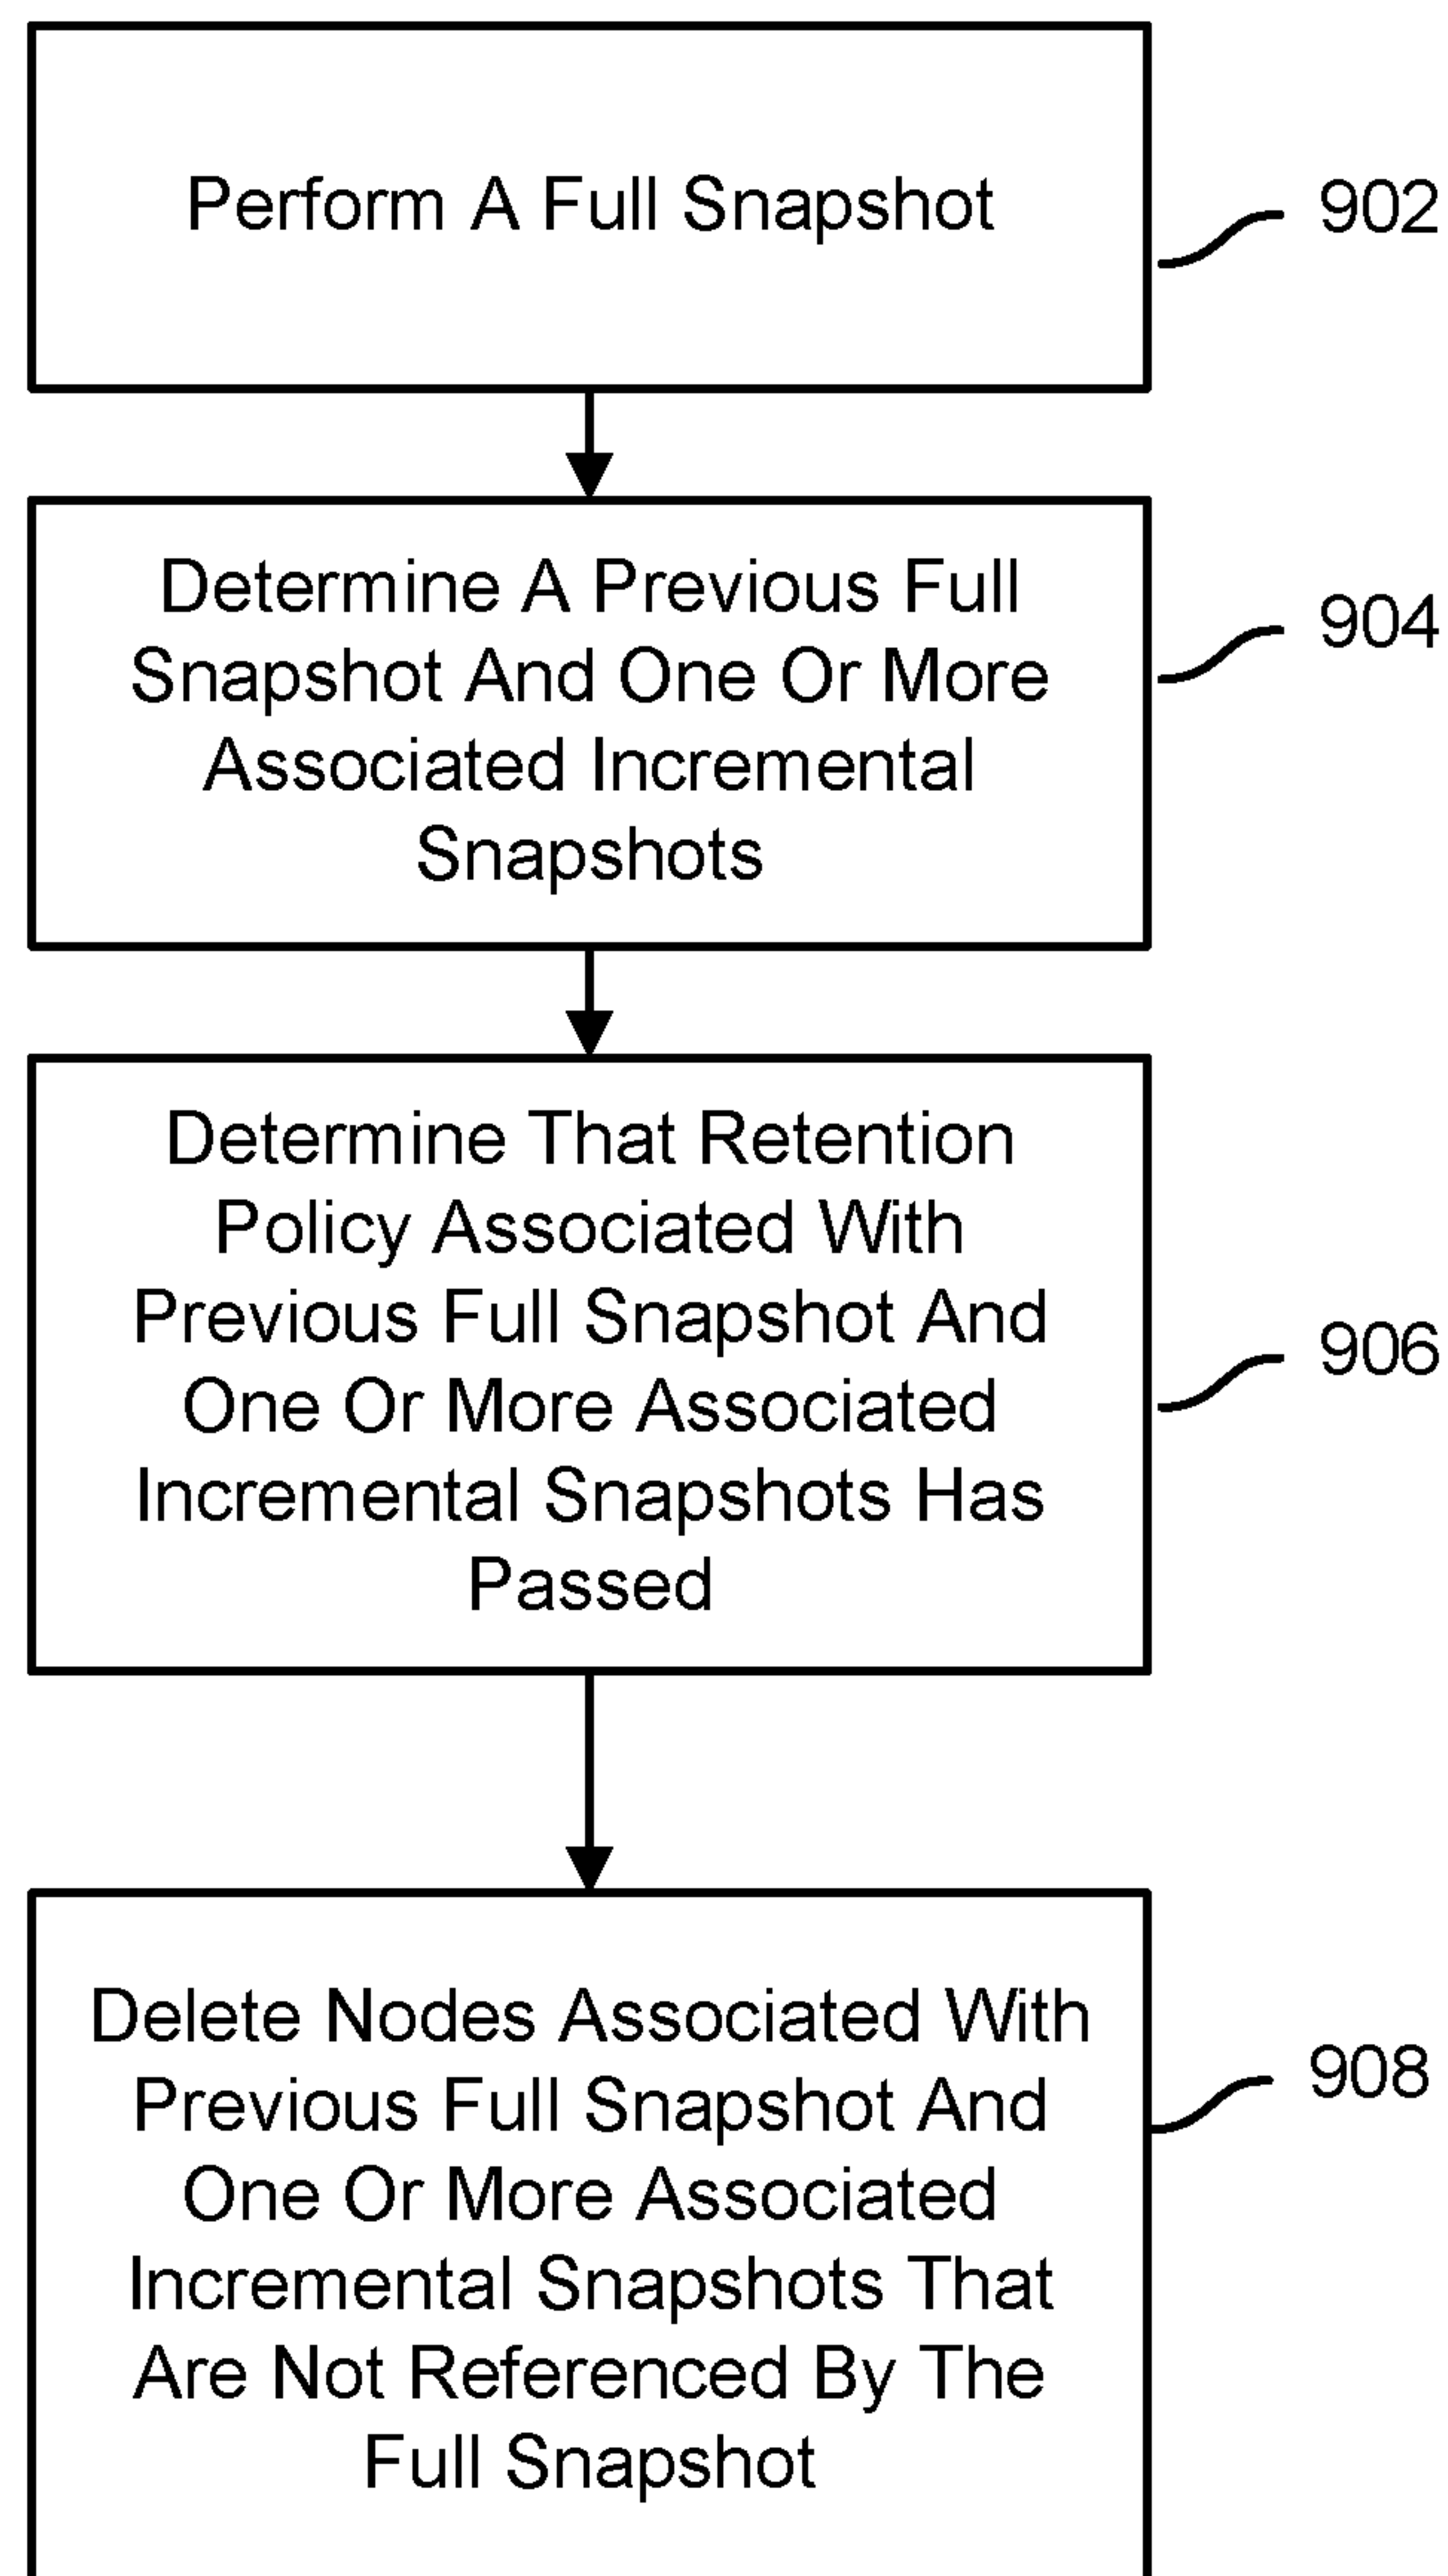 Perform A Full Snapshot
902
Determine A Previous Full
Snapshot And One Or More
Associated Incremental
Snapshots
904
Determine That Retention
Policy Associated With
Previous Full Snapshot And
One Or More Associated
Incremental Snapshots Has
Passed
906
Delete Nodes Associated With
Previous Full Snapshot And
One Or More Associated
Incremental Snapshots That
Are Not Referenced By The
Full Snapshot
908